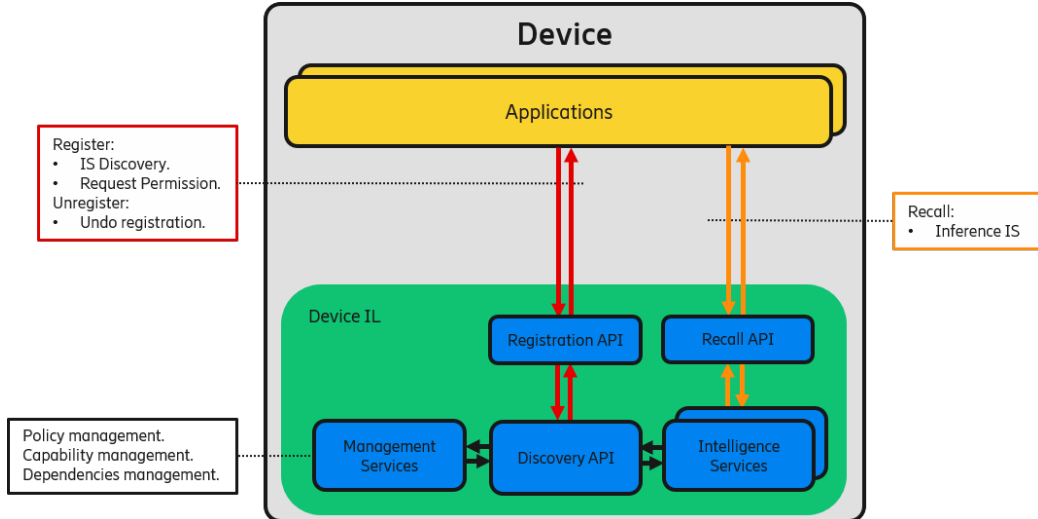 Device
Applications
Register:
• IS Discovery.
• Request Permission.
Unregister:
• Undo registration.
Recall:
• Inference IS
Device IL
Registration API
Recall API
Policy management.
Capability management.
Dependencies management.
Management
Services
Discovery API
Intelligence
Services